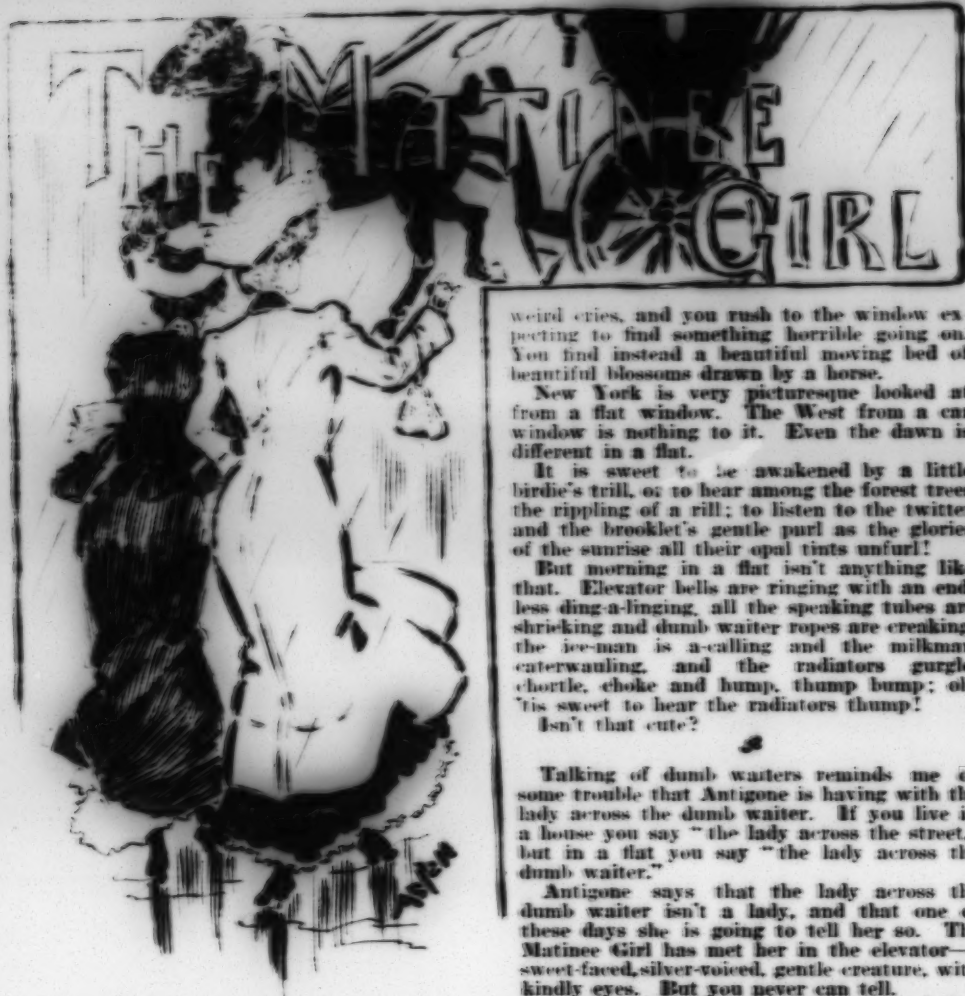 THE MATINEE
GIRL
weird cries, and you rush to the window ex
pecting to find something horrible going on.
You find instead a beautiful moving bed of
beautiful blossoms drawn by a horse.
New York is very picturesque looked at
from a flat window. The West from a car
window is nothing to it. Even the dawn is
different in a flat.
It is sweet to be awakened by a little
birdie's trill, or to hear among the forest trees
the rippling of a rill; to listen to the twitter
and the brooklet's gentle purl as the glories
of the sunrise all their opal tints unfurl!
But morning in a flat isn't anything lik
that. Elevator bells are ringing with an end
less ding-a-linging, all the speaking tubes ar
shrieking and dumb waiter ropes are creaking
the ice-man is a-calling and the milkman
caterwauling, and the radiators gurgle
chortle, choke and hump, thump bump; oh
'tis sweet to hear the radiators thump!
Isn't that cute?
Talking of dumb waiters reminds me o
some trouble that Antigone is having with th
lady across the dumb waiter. If you live i
a house you say "the lady across the street,
but in a flat you say "the lady across th
dumb waiter."
Antigone says that the lady across th
dumb waiter isn't a lady, and that one o
these days she is going to tell her so. Th
Matinee Girl has met her in the elevator—
sweet-faced, silver-voiced, gentle creature, wit
kindly eyes. But you never can tell.